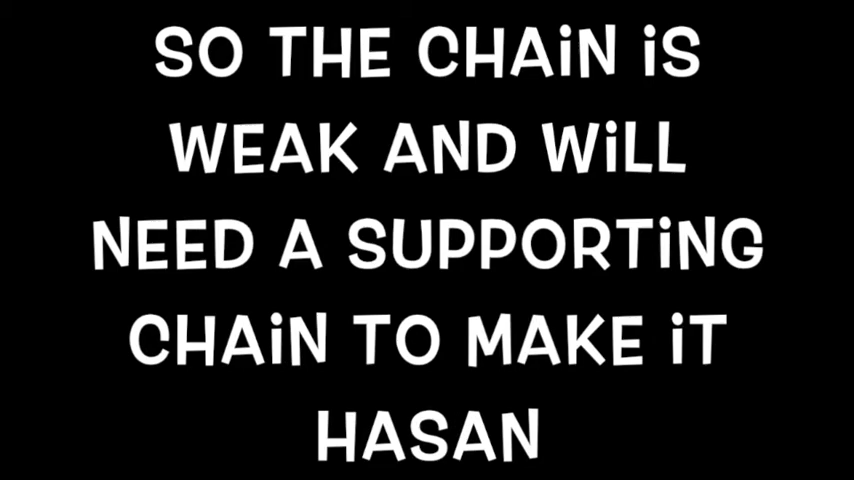 SO THE CHAIN IS
WEAK AND WILL
NEED A SUPPORTING
CHAIN TO MAKE IT
HASAN